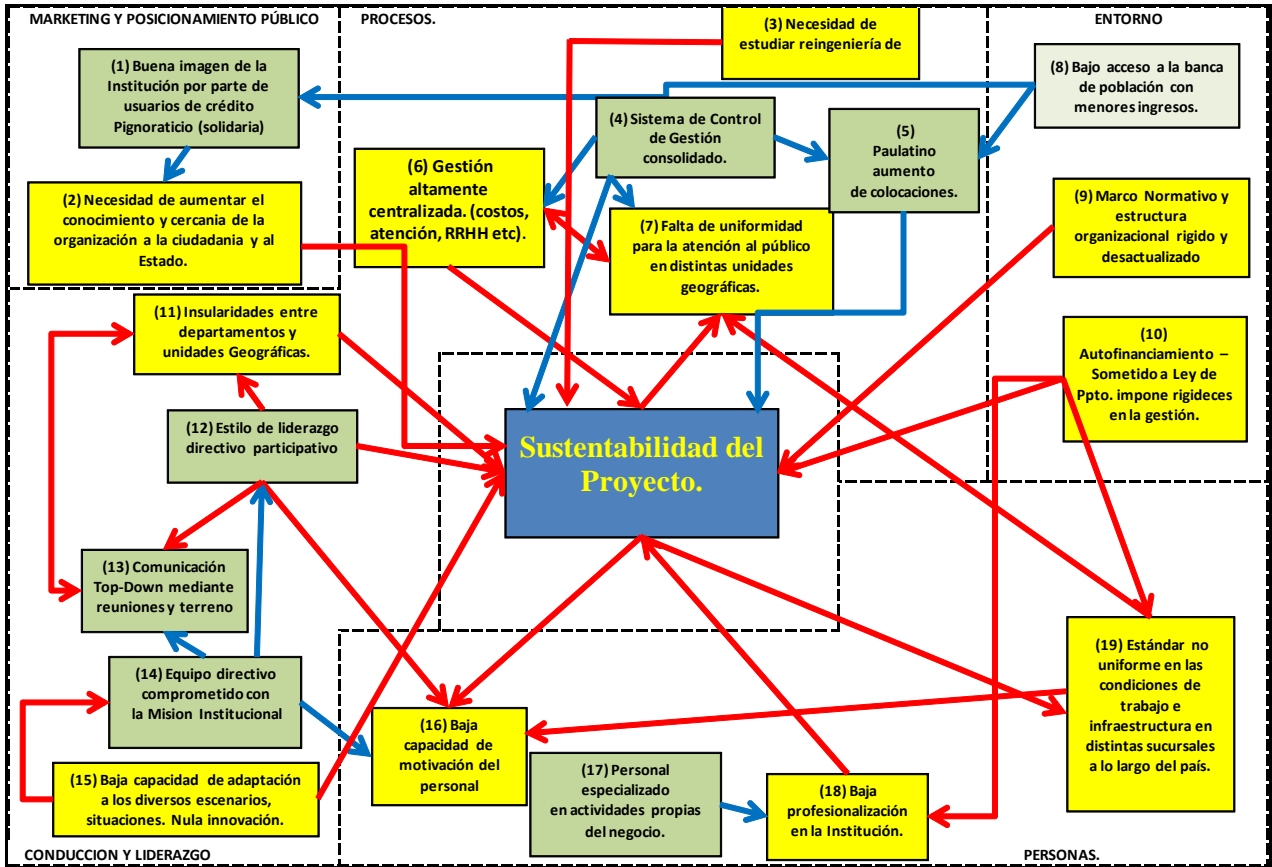 MARKETING Y POSICIONAMIENTO PÚBLICO
PROCESOS.
ENTORNO
(1) Buena imagen de la
Institución por parte de
usuarios de crédito
Pignoraticio (solidaria)
(2) Necesidad de aumentar el
conocimiento y cercania de la
organización a la ciudadania y al
Estado.
(3) Necesidad de
estudiar reingeniería de
(4) Sistema de Control
de Gestión
consolidado.
(5)
Paulatino
aumento
de colocaciones.
(6) Gestión
altamente
centralizada. (costos,
atención, RRHH etc).
(7) Falta de uniformidad
para la atención al público
en distintas unidades
geográficas.
(8) Bajo acceso a la banca
de población con
menores ingresos.
(9) Marco Normativo y
estructura
organizacional rigido y
desactualizado
(10)
Autofinanciamiento –
Sometido a Ley de
Ppto. impone rigideces
en la gestión.
(11) Insularidades entre
departamentos y
unidades Geográficas.
(12) Estilo de liderazgo
directivo participativo
Sustentabilidad del
Proyecto.
(13) Comunicación
Top-Down mediante
reuniones y terreno
(14) Equipo directivo
comprometido con
la Mision Institucional
(15) Baja capacidad de adaptación
a los diversos escenarios,
situaciones. Nula innovación.
(16) Baja
capacidad de
motivación del
personal
(17) Personal
especializado
en actividades propias
del negocio.
(18) Baja
profesionalización
en la Institución.
(19) Estándar no
uniforme en las
condiciones de
trabajo e
infraestructura en
distintas sucursales
a lo largo del país.
CONDUCCION Y LIDERAZGO
PERSONAS.